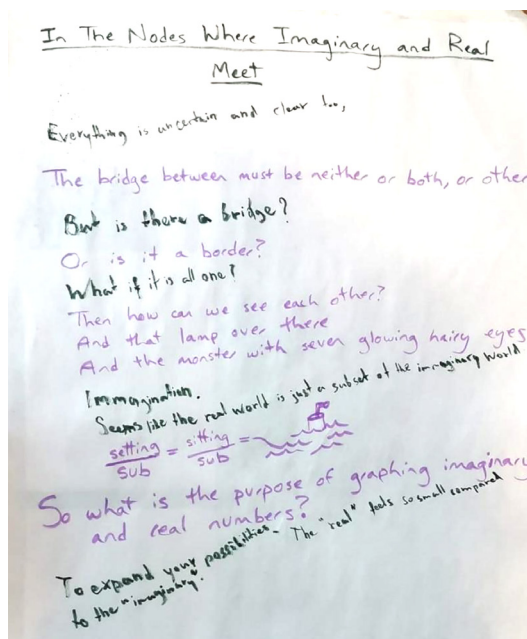 In The Nodes Where Imaginary and Real
Meet
Everything is uncertain and clear too,
The bridge between must be neither or both, or other
But is there a bridge?
Or is it a border?
What if it is all one?
Then how can we see each other?
And that lamp over there
And the monster with seven glowing hairy eyes
Immagination.
Seems like the real world is just a subset of the immaginary world
setting/sub = sitting/sub =
So what is the purpose of graphing imaginary
and real numbers?
To expand your possibilities. The "real" feels so small compared
to the "imaginary".